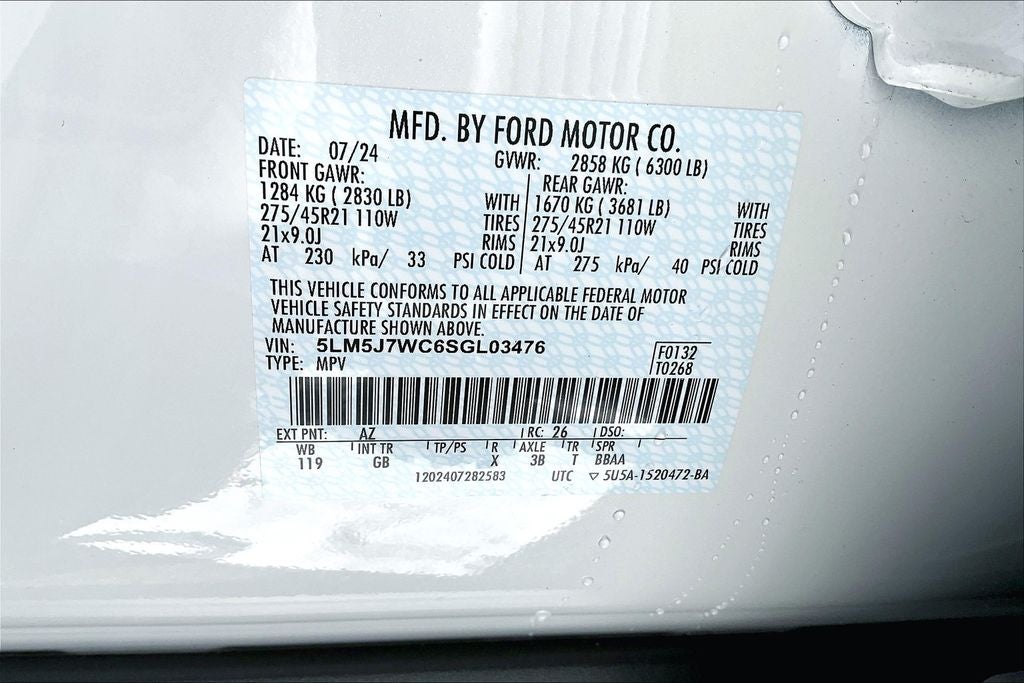 MFD. BY FORD MOTOR CO.
DATE: 07/24 GVWR: 2858 KG ( 6300 LB)
FRONT GAWR: REAR GAWR:
1284 KG ( 2830 LB) WITH 1670 KG ( 3681 LB) WITH
275/45R21 110W TIRES 275/45R21 110W TIRES
21x9.0J RIMS 21x9.0J RIMS
AT 230 kPa/ 33 PSI COLD AT 275 kPa/ 40 PSI COLD
THIS VEHICLE CONFORMS TO ALL APPLICABLE FEDERAL MOTOR
VEHICLE SAFETY STANDARDS IN EFFECT ON THE DATE OF
MANUFACTURE SHOWN ABOVE.
VIN: 5LM5J7WC6SGL03476 F0132
TYPE: MPV T0268
EXT PNT: AZ RC: 26 DSO:
WB INT TR TP/PS R AXLE TR SPR
119 GB X 3B T BBAA
1202407282583 UTC ▽ 5U5A-1520472-BA